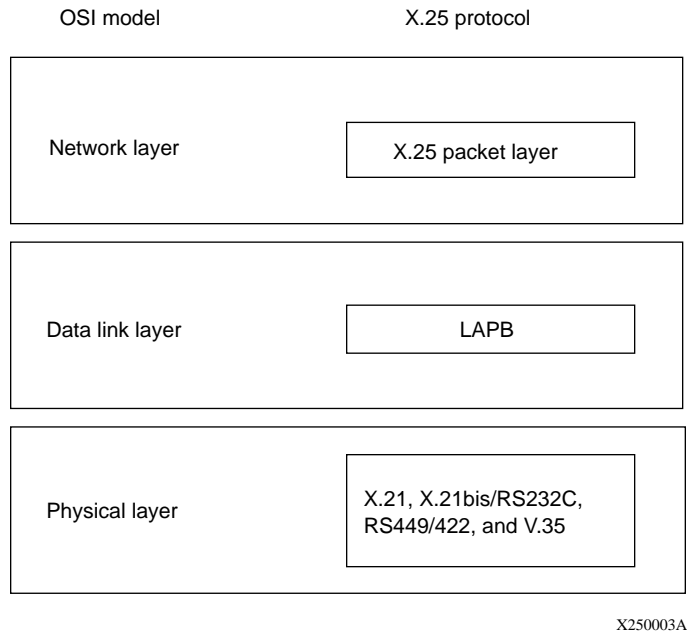 OSI model
X.25 protocol
Network layer
X.25 packet layer
Data link layer
LAPB
Physical layer
X.21, X.21bis/RS232C,
RS449/422, and V.35
X250003A